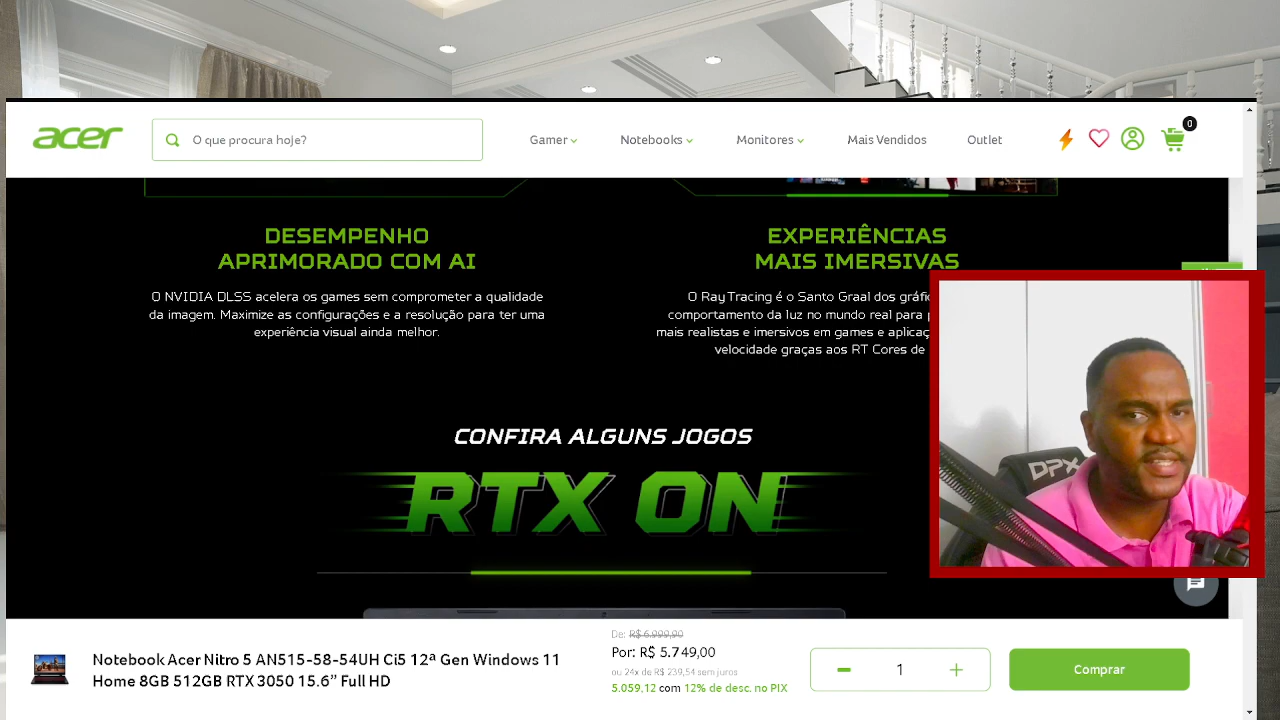 acer
O que procura hoje?
Gamer
Notebooks
Monitores
Mais Vendidos
Outlet
0
DESEMPENHO
APRIMORADO COM AI
O NVIDIA DLSS acelera os games sem comprometer a qualidade
da imagem. Maximize as configurações e a resolução para ter uma
experiência visual ainda melhor.
EXPERIÊNCIAS
MAIS IMERSIVAS
O Ray Tracing é o Santo Graal dos
comportamento da luz no mundo real para
mais realistas e imersivos em games e
velocidade graças aos RT Cores de
CONFIRA ALGUNS JOGOS
RTX ON
DPX
Notebook Acer Nitro 5 AN515-58-54UH Ci5 12ª Gen Windows 11
Home 8GB 512GB RTX 3050 15.6” Full HD
De: R$ 6.999,90
Por: R$ 5.749,00
ou 24x de R$ 239,54 sem juros
5.059,12 com 12% de desc. no PIX
1
Comprar